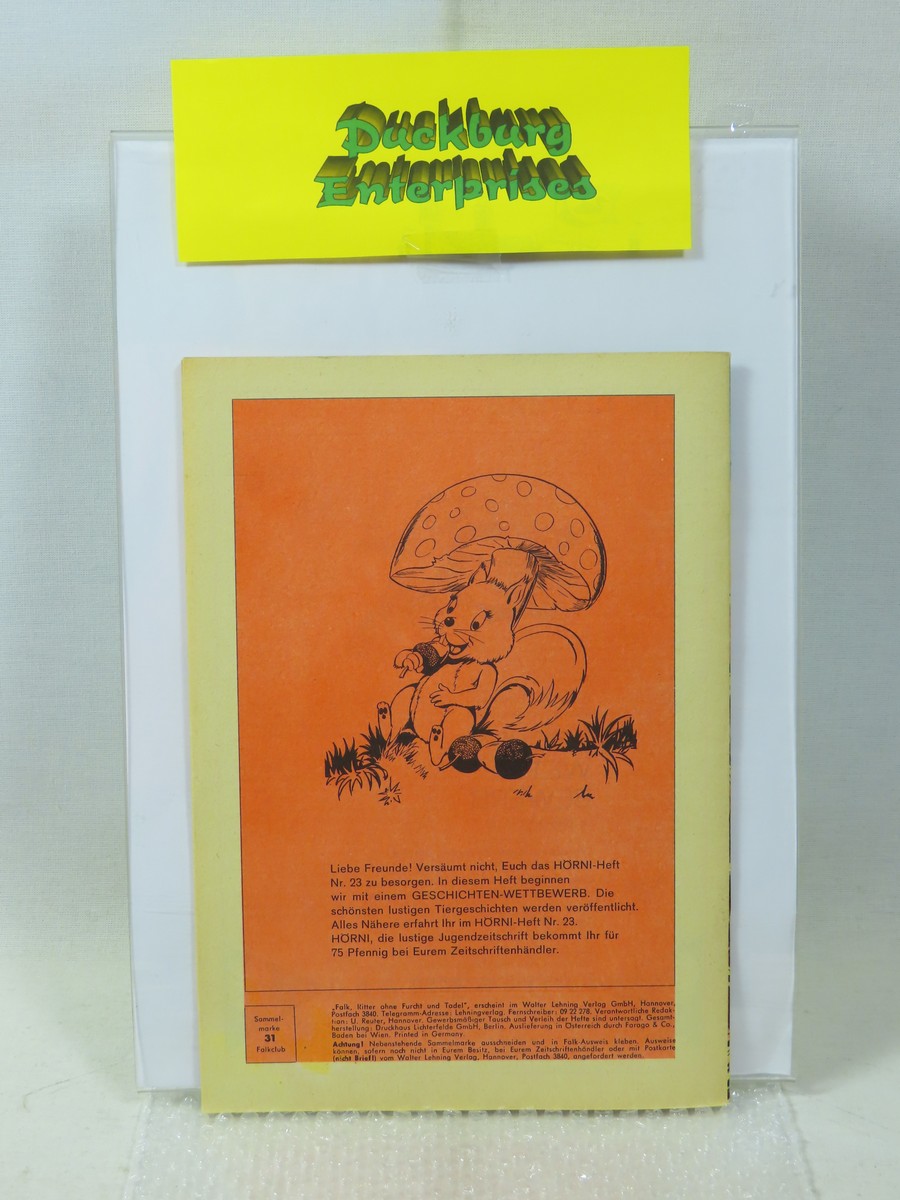 Duckburg
Enterprises
Liebe Freunde! Versäumt nicht, Euch das HÖRNI-Heft
Nr. 23 zu besorgen. In diesem Heft beginnen
wir mit einem GESCHICHTEN-WETTBEWERB. Die
schönsten lustigen Tiergeschichten werden veröffentlicht.
Alles Nähere erfahrt Ihr im HÖRNI-Heft Nr. 23.
HÖRNI, die lustige Jugendzeitschrift bekommt Ihr für
75 Pfennig bei Eurem Zeitschriftenhändler.
Sammel-
marke
31
Falkclub
„Falk, Ritter ohne Furcht und Tadel", erscheint im Walter Lehning Verlag GmbH, Hannover,
Postfach 3840. Telegramm-Adresse: Lehningverlag. Fernschreiber: 09 22 278. Verantwortliche Redak-
tion: U. Reuter, Hannover. Gewerbsmäßiger Tausch und Verleih der Hefte sind untersagt. Gesamt-
herstellung: Druckhaus Lichterfelde GmbH, Berlin. Auslieferung in Österreich durch Farago & Co.,
Baden bei Wien. Printed in Germany.
Achtung! Nebenstehende Sammelmarke ausschneiden und in Falk-Ausweis kleben. Ausweise
können, sofern noch nicht in Eurem Besitz, bei Eurem Zeitschriftenhändler oder mit Postkarte
(nicht Brief!) vom Walter Lehning Verlag, Hannover, Postfach 3840, angefordert werden.